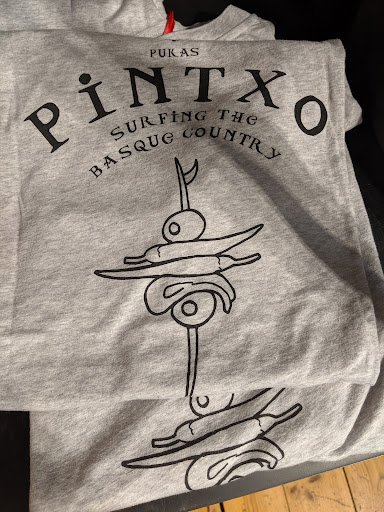 PUKAS
PiNTXO
SURFiNG THE
BASQUE COUNTRY